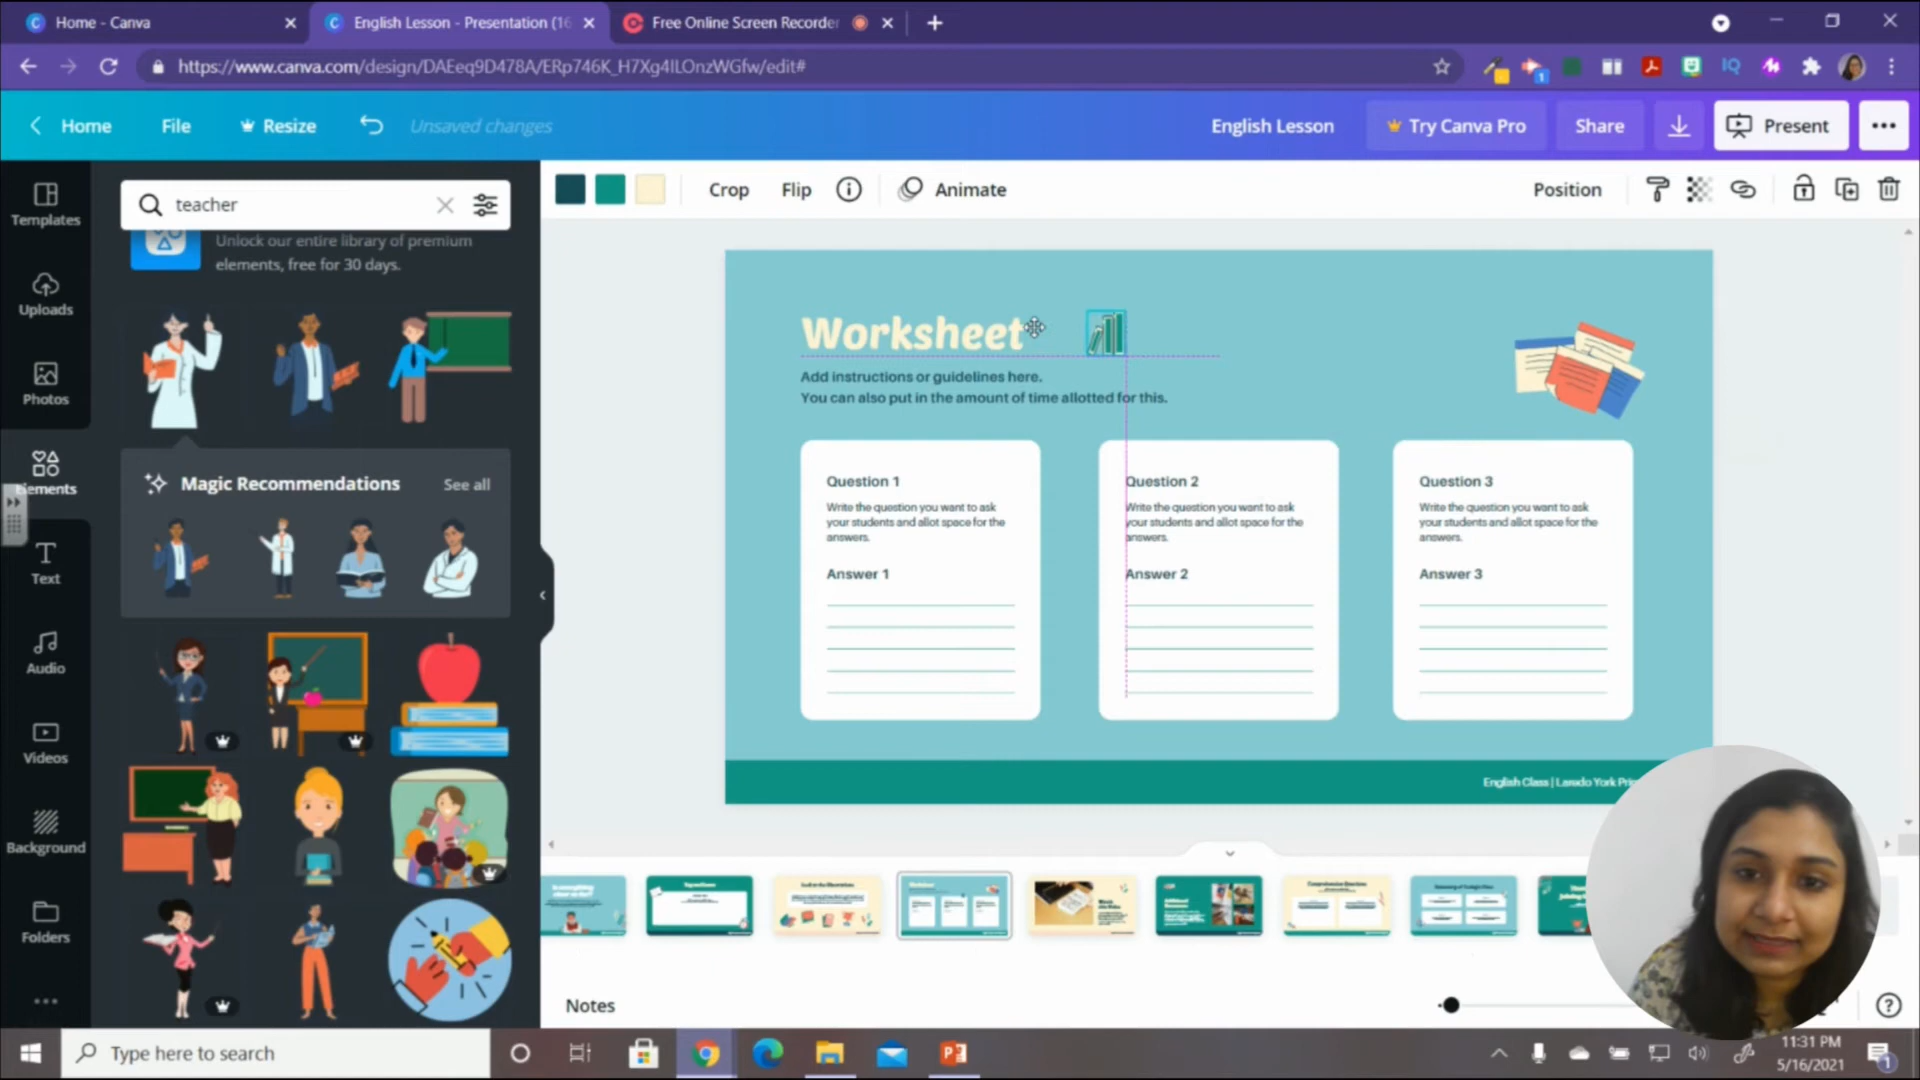 Home - Canva
English Lesson - Presentation (16
Free Online Screen Recorder
https://www.canva.com/design/DAEeq9D478A/ERp746K_H7Xg4lLOnzWGfw/edit#
Home
File
Resize
Unsaved changes
English Lesson
Try Canva Pro
Share
Present
teacher
Crop
Flip
Animate
Position
Templates
Uploads
Photos
Elements
Text
Audio
Videos
Background
Folders
Unlock our entire library of premium
elements, free for 30 days.
Magic Recommendations
See all
Worksheet
Add instructions or guidelines here.
You can also put in the amount of time allotted for this.
Question 1
Write the question you want to ask
your students and allot space for the
answers.
Answer 1
Question 2
Write the question you want to ask
your students and allot space for the
answers.
Answer 2
Question 3
Write the question you want to ask
your students and allot space for the
answers.
Answer 3
English Class | Larado York
Notes
Type here to search
11:31 PM
5/16/2021